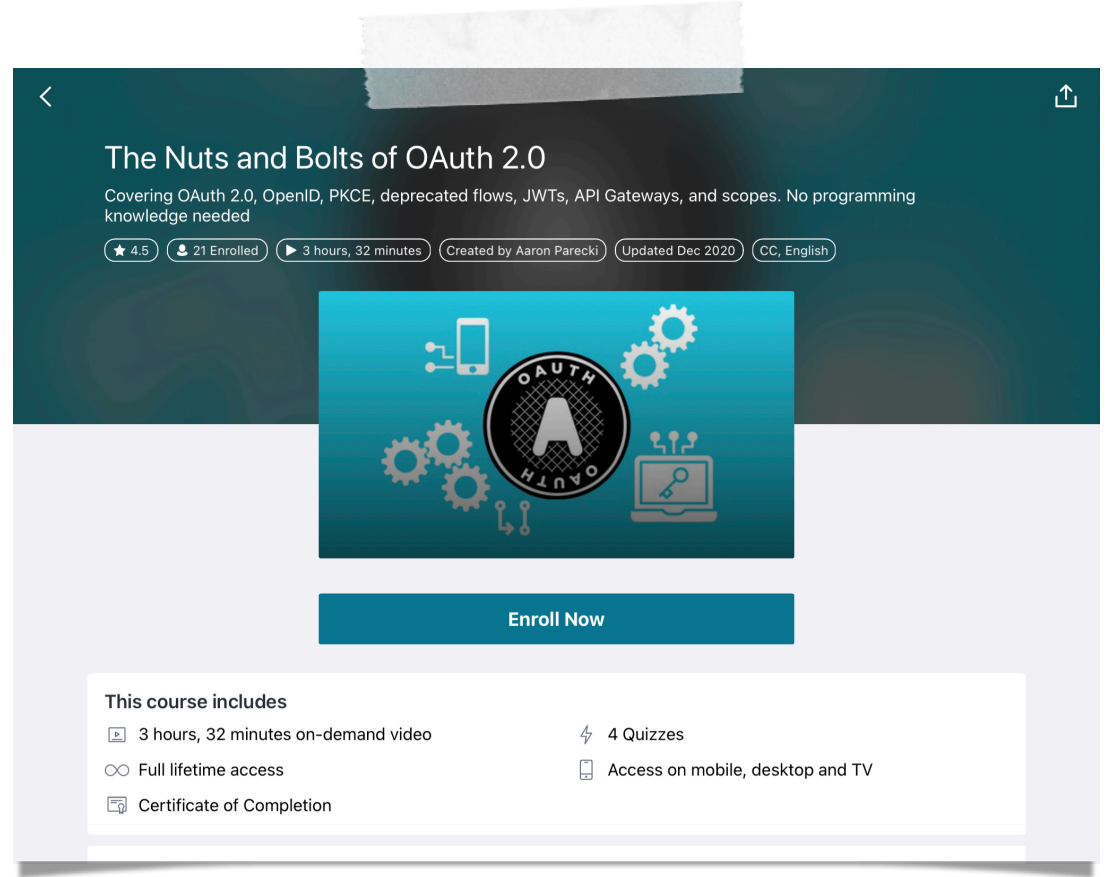 The Nuts and Bolts of OAuth 2.0
Covering OAuth 2.0, OpenID, PKCE, deprecated flows, JWTs, API Gateways, and scopes. No programming
knowledge needed
4.5
21 Enrolled
3 hours, 32 minutes
Created by Aaron Parecki
Updated Dec 2020
CC, English
OAUTH
A
OAUTH
Enroll Now
This course includes
3 hours, 32 minutes on-demand video
4 Quizzes
Full lifetime access
Access on mobile, desktop and TV
Certificate of Completion